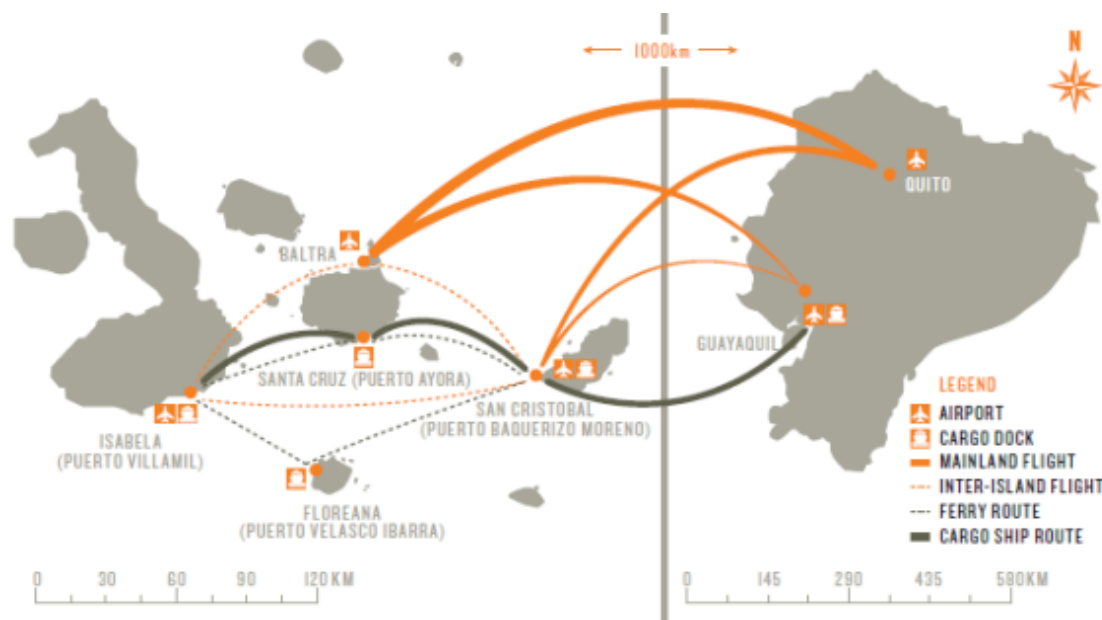 1000km
N
QUITO
BALTRA
GUAYAQUIL
SANTA CRUZ (PUERTO AYORA)
SAN CRISTOBAL
(PUERTO BAQUERIZO MORENO)
ISABELA
(PUERTO VILLAMIL)
FLOREANA
(PUERTO VELASCO IBARRA)
LEGEND
AIRPORT
CARGO DOCK
MAINLAND FLIGHT
INTER-ISLAND FLIGHT
FERRY ROUTE
CARGO SHIP ROUTE
0 30 60 90 120KM
0 145 290 435 580KM